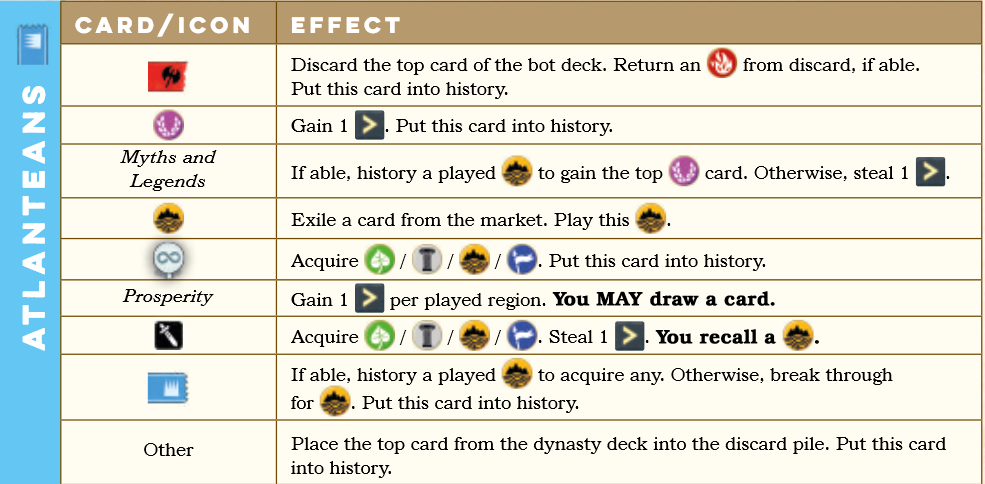 ATLANTEANS
CARD/ICON EFFECT
Discard the top card of the bot deck. Return an from discard, if able.
Put this card into history.
Gain 1 . Put this card into history.
Myths and
Legends
If able, history a played to gain the top card. Otherwise, steal 1 .
Exile a card from the market. Play this .
Acquire / / / . Put this card into history.
Prosperity
Gain 1 per played region. You MAY draw a card.
Acquire / / / . Steal 1 . You recall a .
If able, history a played to acquire any. Otherwise, break through
for . Put this card into history.
Other
Place the top card from the dynasty deck into the discard pile. Put this card
into history.